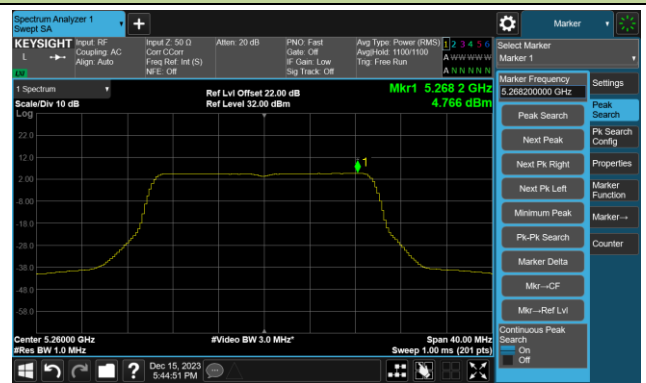 Spectrum Analyzer 1
Swept SA
Marker
KEYSIGHT
L
LW
Input: RF
Coupling: AC
Align: Auto
Input Z: 50 Ω
Corr CCorr
Freq Ref: Int (S)
NFE: Off
Atten: 20 dB
PNO: Fast
Gate: Off
IF Gain: Low
Sig Track: Off
Avg Type: Power (RMS)
Avg|Hold: 1100/1100
Trig: Free Run
1 2 3 4 5 6
A W W W W W
A N N N N N
Select Marker
Marker 1
1 Spectrum
Scale/Div 10 dB
Log
Ref Lvl Offset 22.00 dB
Ref Level 32.00 dBm
Mkr1 5.268 2 GHz
4.766 dBm
1
22.0
12.0
2.00
-8.00
-18.0
-28.0
-38.0
-48.0
-58.0
Center 5.26000 GHz
#Res BW 1.0 MHz
#Video BW 3.0 MHz*
Span 40.00 MHz
Sweep 1.00 ms (201 pts)
Marker Frequency
5.268200000 GHz
Peak Search
Next Peak
Next Pk Right
Next Pk Left
Minimum Peak
Pk-Pk Search
Marker Delta
Mkr→CF
Mkr→Ref Lvl
Continuous Peak
Search
On
Off
Settings
Peak
Search
Pk Search
Config
Properties
Marker
Function
Marker→
Counter
?
Dec 15, 2023
5:44:51 PM